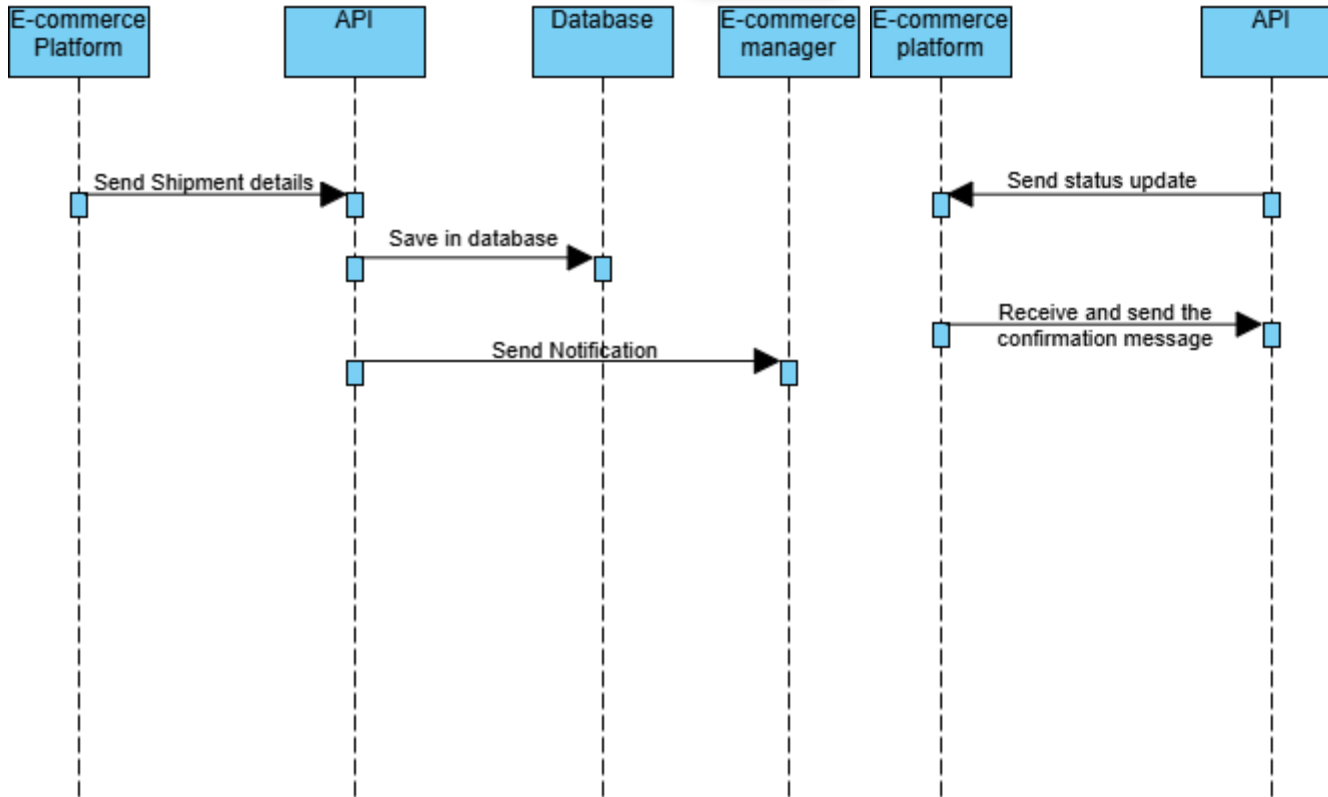 E-commerce
Platform
API
Database
E-commerce
manager
E-commerce
platform
API
Send Shipment details
Send status update
Save in database
Receive and send the
confirmation message
Send Notification